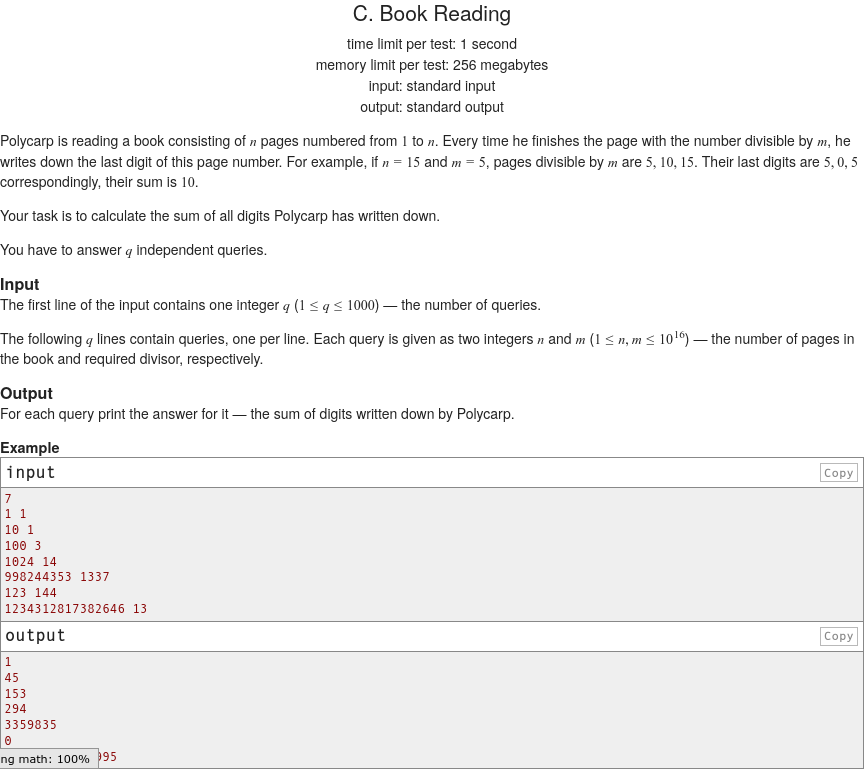 C. Book Reading
time limit per test: 1 second
memory limit per test: 256 megabytes
input: standard input
output: standard output
Polycarp is reading a book consisting of n pages numbered from 1 to n. Every time he finishes the page with the number divisible by m, he
writes down the last digit of this page number. For example, if n = 15 and m = 5, pages divisible by m are 5, 10, 15. Their last digits are 5, 0, 5
correspondingly, their sum is 10.
Your task is to calculate the sum of all digits Polycarp has written down.
You have to answer q independent queries.
Input
The first line of the input contains one integer q (1 ≤ q ≤ 1000) — the number of queries.
The following q lines contain queries, one per line. Each query is given as two integers n and m (1 ≤ n, m ≤ 10^16) — the number of pages in
the book and required divisor, respectively.
Output
For each query print the answer for it — the sum of digits written down by Polycarp.
Example
input Copy
7
1 1
10 1
100 3
1024 14
998244353 1337
123 144
1234312817382646 13
output Copy
1
45
153
294
3359835
0
ng math: 100% 995